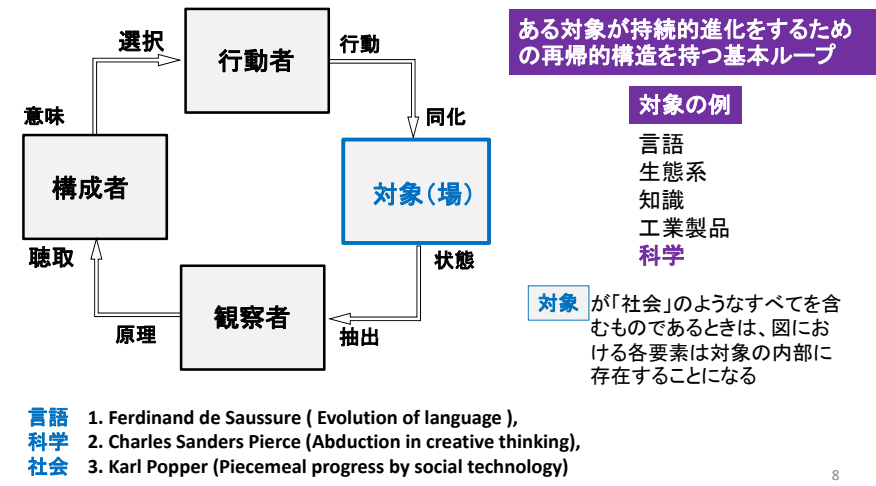 選択
行動者
行動
意味
同化
構成者
対象(場)
聴取
状態
観察者
原理
抽出
ある対象が持続的進化をするため
の再帰的構造を持つ基本ループ
対象の例
言語
生態系
知識
工業製品
科学
対象 が「社会」のようなすべてを含
むものであるときは、図にお
ける各要素は対象の内部に
存在することになる
言語 1. Ferdinand de Saussure ( Evolution of language ),
科学 2. Charles Sanders Pierce (Abduction in creative thinking),
社会 3. Karl Popper (Piecemeal progress by social technology)
8